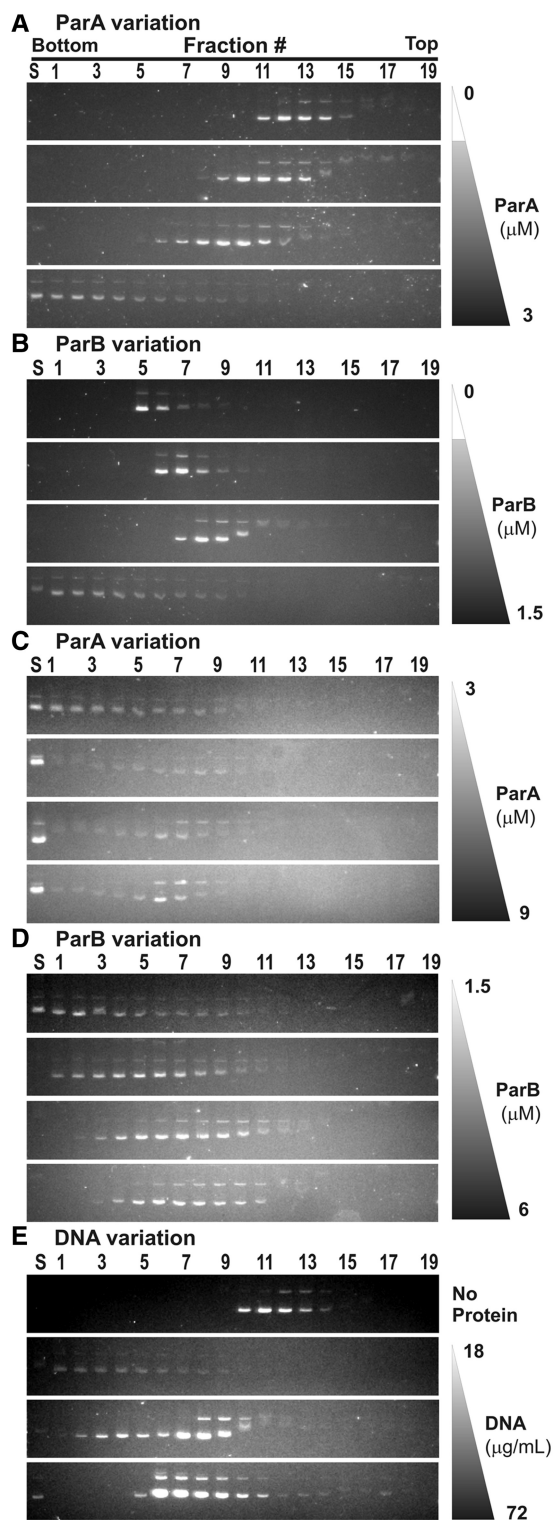 A ParA variation
Bottom Fraction # Top
S 1 3 5 7 9 11 13 15 17 19
0
ParA
(μM)
3
B ParB variation
S 1 3 5 7 9 11 13 15 17 19
0
ParB
(μM)
1.5
C ParA variation
S 1 3 5 7 9 11 13 15 17 19
3
ParA
(μM)
9
D ParB variation
S 1 3 5 7 9 11 13 15 17 19
1.5
ParB
(μM)
6
E DNA variation
S 1 3 5 7 9 11 13 15 17 19
No
Protein
18
DNA
(μg/mL)
72